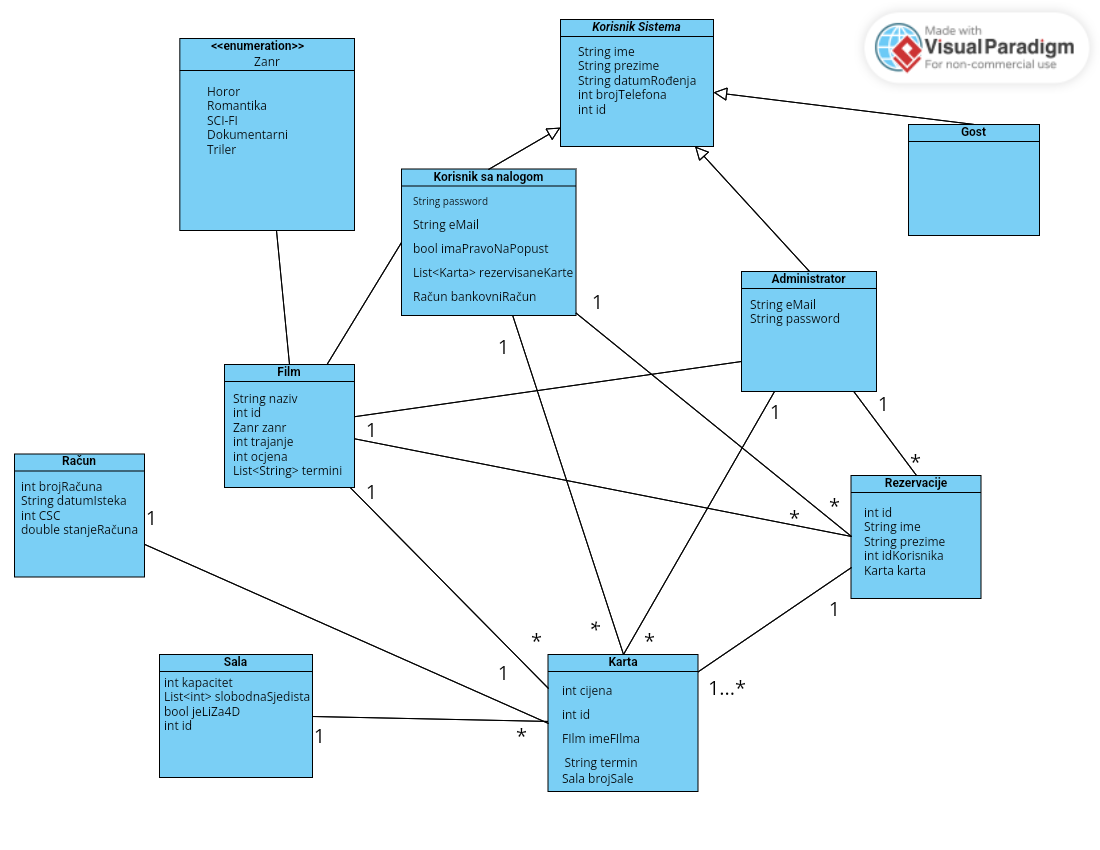 Made with
Visual Paradigm
For non-commercial use
Korisnik Sistema
String ime
String prezime
String datumRođenja
int brojTelefona
int id
<<enumeration>>
Zanr
Horor
Romantika
SCI-FI
Dokumentarni
Triler
Gost
Korisnik sa nalogom
String password
String eMail
bool imaPravoNaPopust
List<Karta> rezervisaneKarte
Račun bankovniRačun
1
1
Administrator
String eMail
String password
1
1
*
Film
String naziv
int id
Zanr zanr
int trajanje
int ocjena
List<String> termini
1
1
Račun
int brojRačuna
String datumIsteka
int CSC
double stanjeRačuna
1
Rezervacije
int id
String ime
String prezime
int idKorisnika
Karta karta
*
*
1
Sala
int kapacitet
List<int> slobodnaSjedista
bool jeLiZa4D
int id
1
*
*
*
1
*
Karta
int cijena
int id
FIlm imeFIlma
String termin
Sala brojSale
1...*